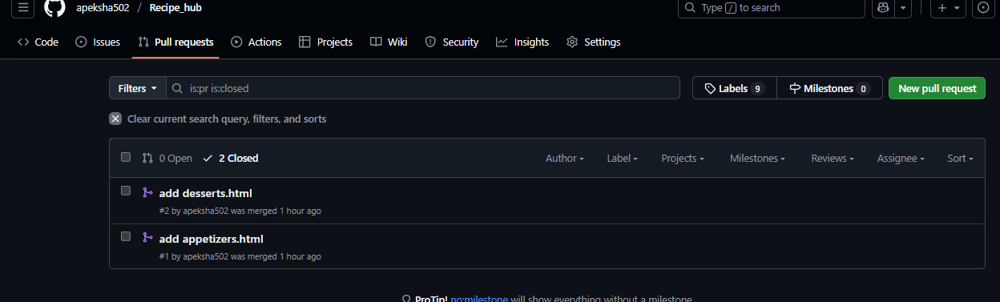 apeksha502 / Recipe_hub Type / to search
Code Issues Pull requests Actions Projects Wiki Security Insights Settings
Filters is:pr is:closed Labels 9 Milestones 0 New pull request
Clear current search query, filters, and sorts
0 Open 2 Closed Author Label Projects Milestones Reviews Assignee Sort
add desserts.html
#2 by apeksha502 was merged 1 hour ago
add appetizers.html
#1 by apeksha502 was merged 1 hour ago
ProTip! no:milestone will show everything without a milestone.